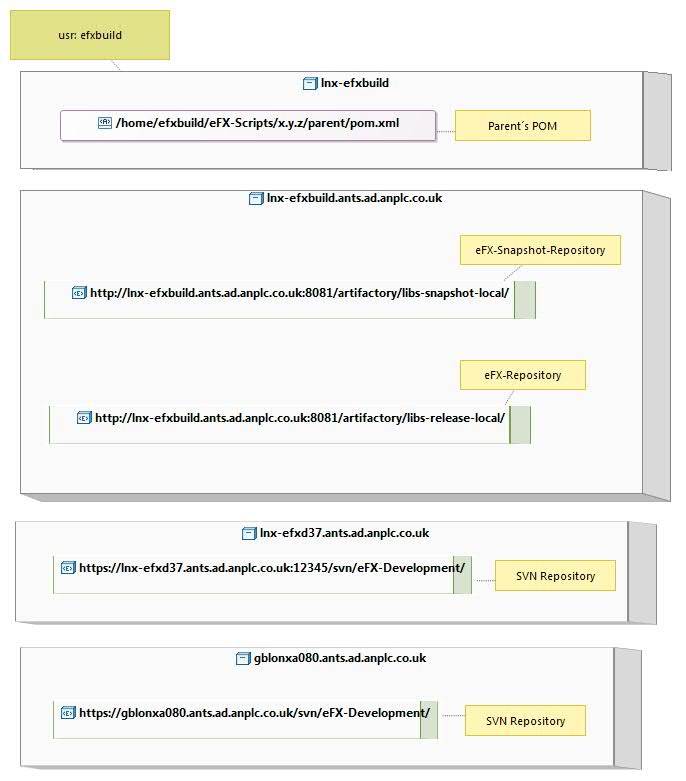 usr: efxbuild
lnx-efxbuild
/home/efxbuild/eFX-Scripts/x.y.z/parent/pom.xml
Parent´s POM
lnx-efxbuild.ants.ad.anplc.co.uk
eFX-Snapshot-Repository
http://lnx-efxbuild.ants.ad.anplc.co.uk:8081/artifactory/libs-snapshot-local/
eFX-Repository
http://lnx-efxbuild.ants.ad.anplc.co.uk:8081/artifactory/libs-release-local/
lnx-efxd37.ants.ad.anplc.co.uk
https://lnx-efxd37.ants.ad.anplc.co.uk:12345/svn/eFX-Development/
SVN Repository
gblonxa080.ants.ad.anplc.co.uk
https://gblonxa080.ants.ad.anplc.co.uk/svn/eFX-Development/
SVN Repository